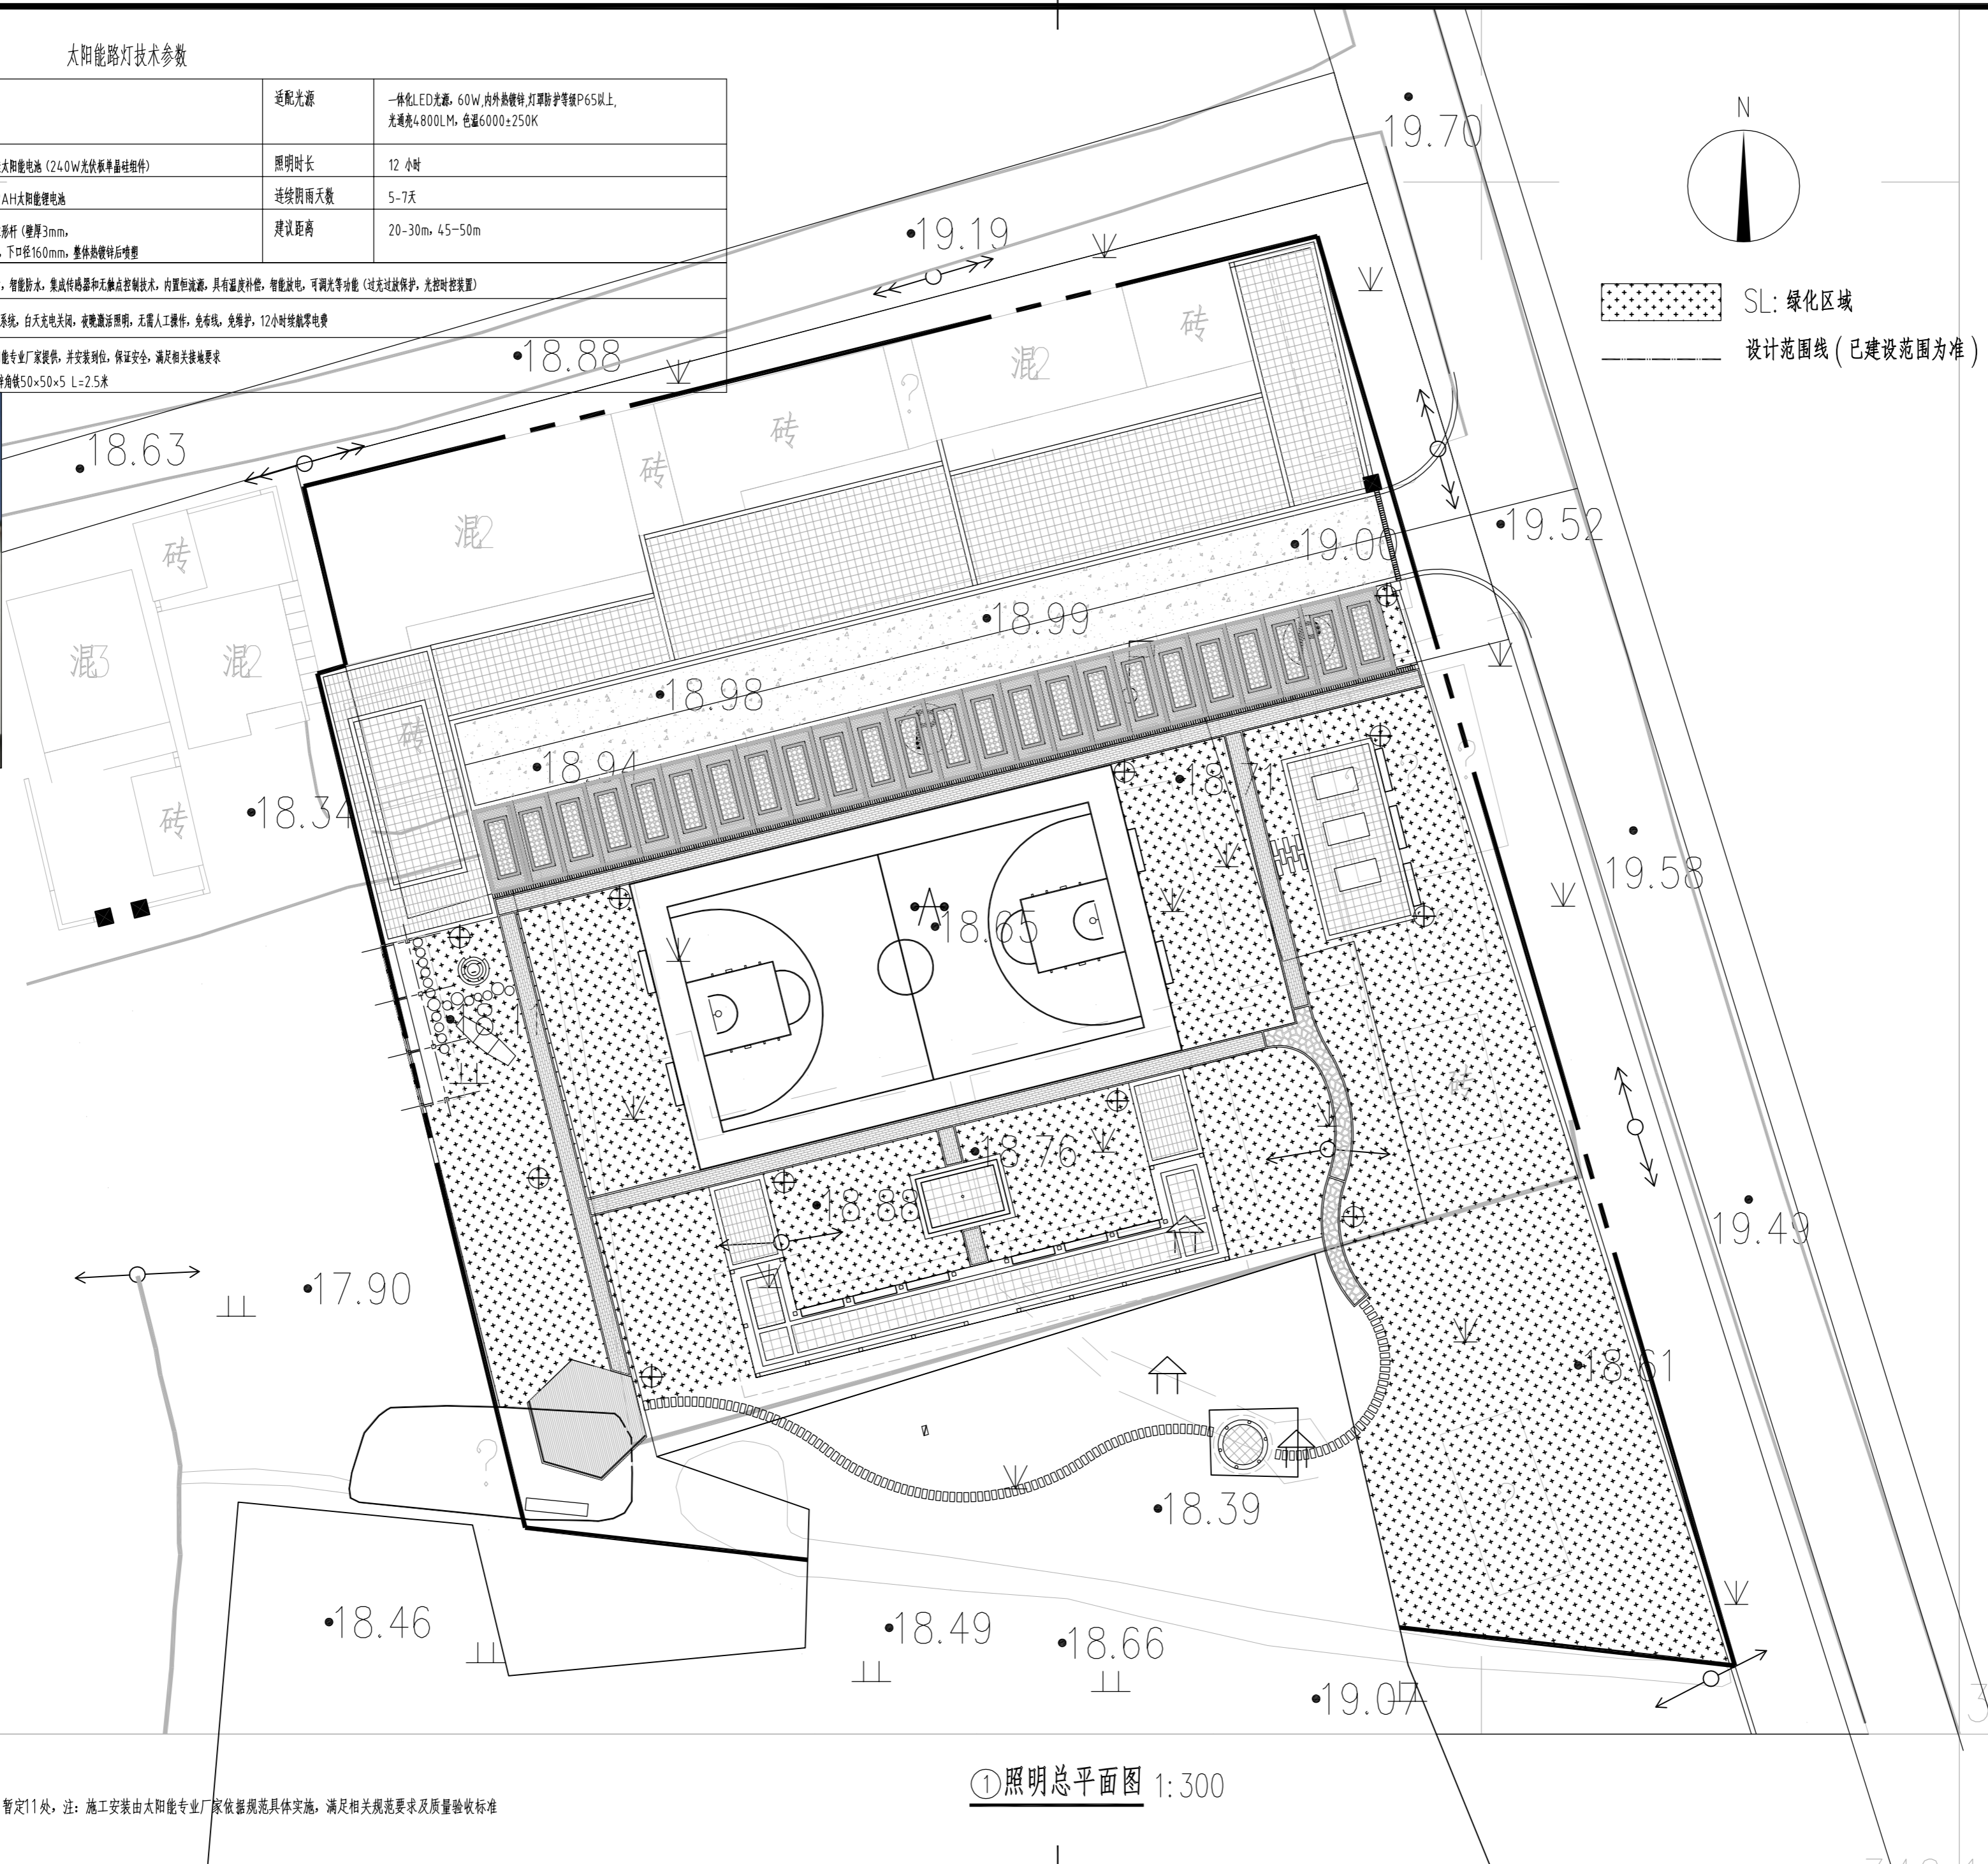 太阳能路灯技术参数
适配光源
一体化LED光源，60W,内外热镀锌,灯罩防护等级P65以上，
光通亮4800LM，色温6000±250K
太阳能电池（240W光伏板单晶硅组件）
照明时长
12 小时
AH太阳能锂电池
连续阴雨天数
5-7天
形杆（壁厚3mm，
，下口径160mm，整体热镀锌后喷塑
建议距离
20-30m，45-50m
，智能防水，集成传感器和无触点控制技术，内置恒流源，具有温度补偿，智能放电，可调光等功能（过充过放保护，光控时控装置）
系统，白天充电关闭，夜晚激活照明，无需人工操作，免布线，免维护，12小时续航零电费
能专业厂家提供，并安装到位，保证安全，满足相关接地要求
角铁50×50×5 L=2.5米
N
SL: 绿化区域
设计范围线（已建设范围为准）
19.70
19.19
18.88
18.63
砖
混2
?
砖
砖
混2
19.52
19.00
砖
混3
混2
18.99
18.98
砖
18.94
砖
18.34
18.71
?
19.58
A
18.65
砖
18.76
18.88
19.49
17.90
18.61
?
18.39
?
18.46
18.49
18.66
19.07
①照明总平面图 1:300
暂定11处，注：施工安装由太阳能专业厂家依据规范具体实施，满足相关规范要求及质量验收标准